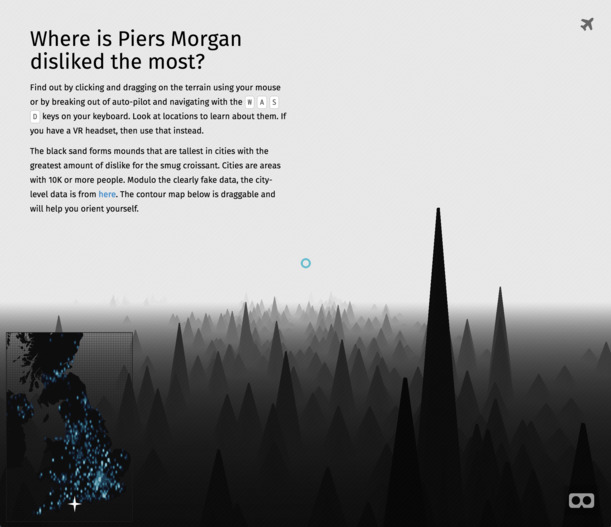 Where is Piers Morgan
disliked the most?
Find out by clicking and dragging on the terrain using your mouse
or by breaking out of auto-pilot and navigating with the W A S
D keys on your keyboard. Look at locations to learn about them. If
you have a VR headset, then use that instead.
The black sand forms mounds that are tallest in cities with the
greatest amount of dislike for the smug croissant. Cities are areas
with 10K or more people. Modulo the clearly fake data, the city-
level data is from here. The contour map below is draggable and
will help you orient yourself.